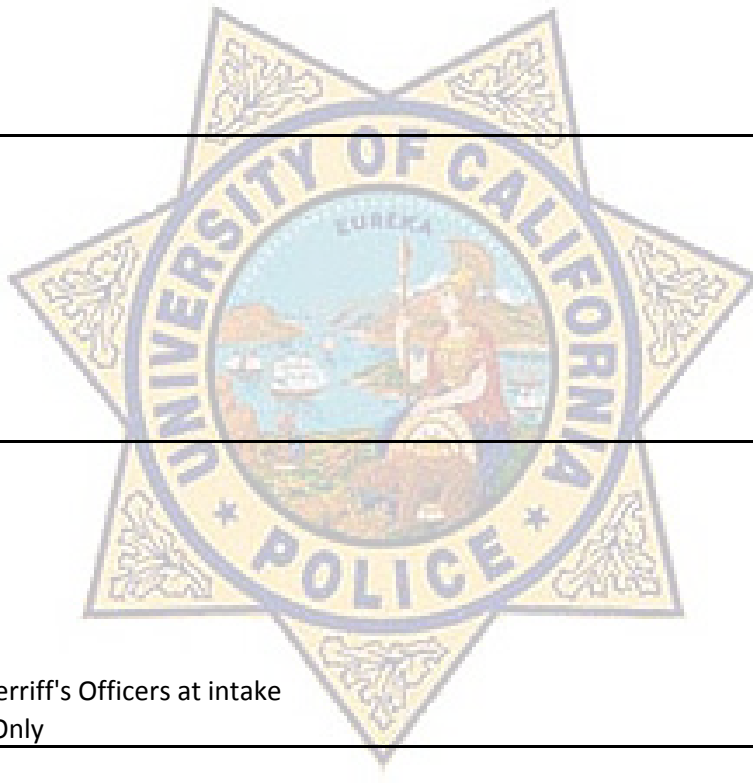 UNIVERSITY OF CALIFORNIA
EUREKA
POLICE
erriff's Officers at intake
Only